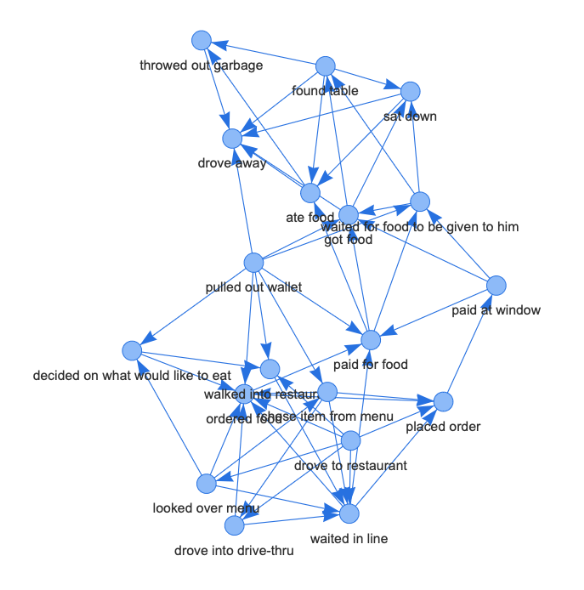 throwed out garbage
found table
sat down
drove away
ate food
waited for food to be given to him
got food
pulled out wallet
paid at window
paid for food
decided on what would like to eat
walked into restaurant
ordered food
chose item from menu
placed order
drove to restaurant
looked over menu
waited in line
drove into drive-thru